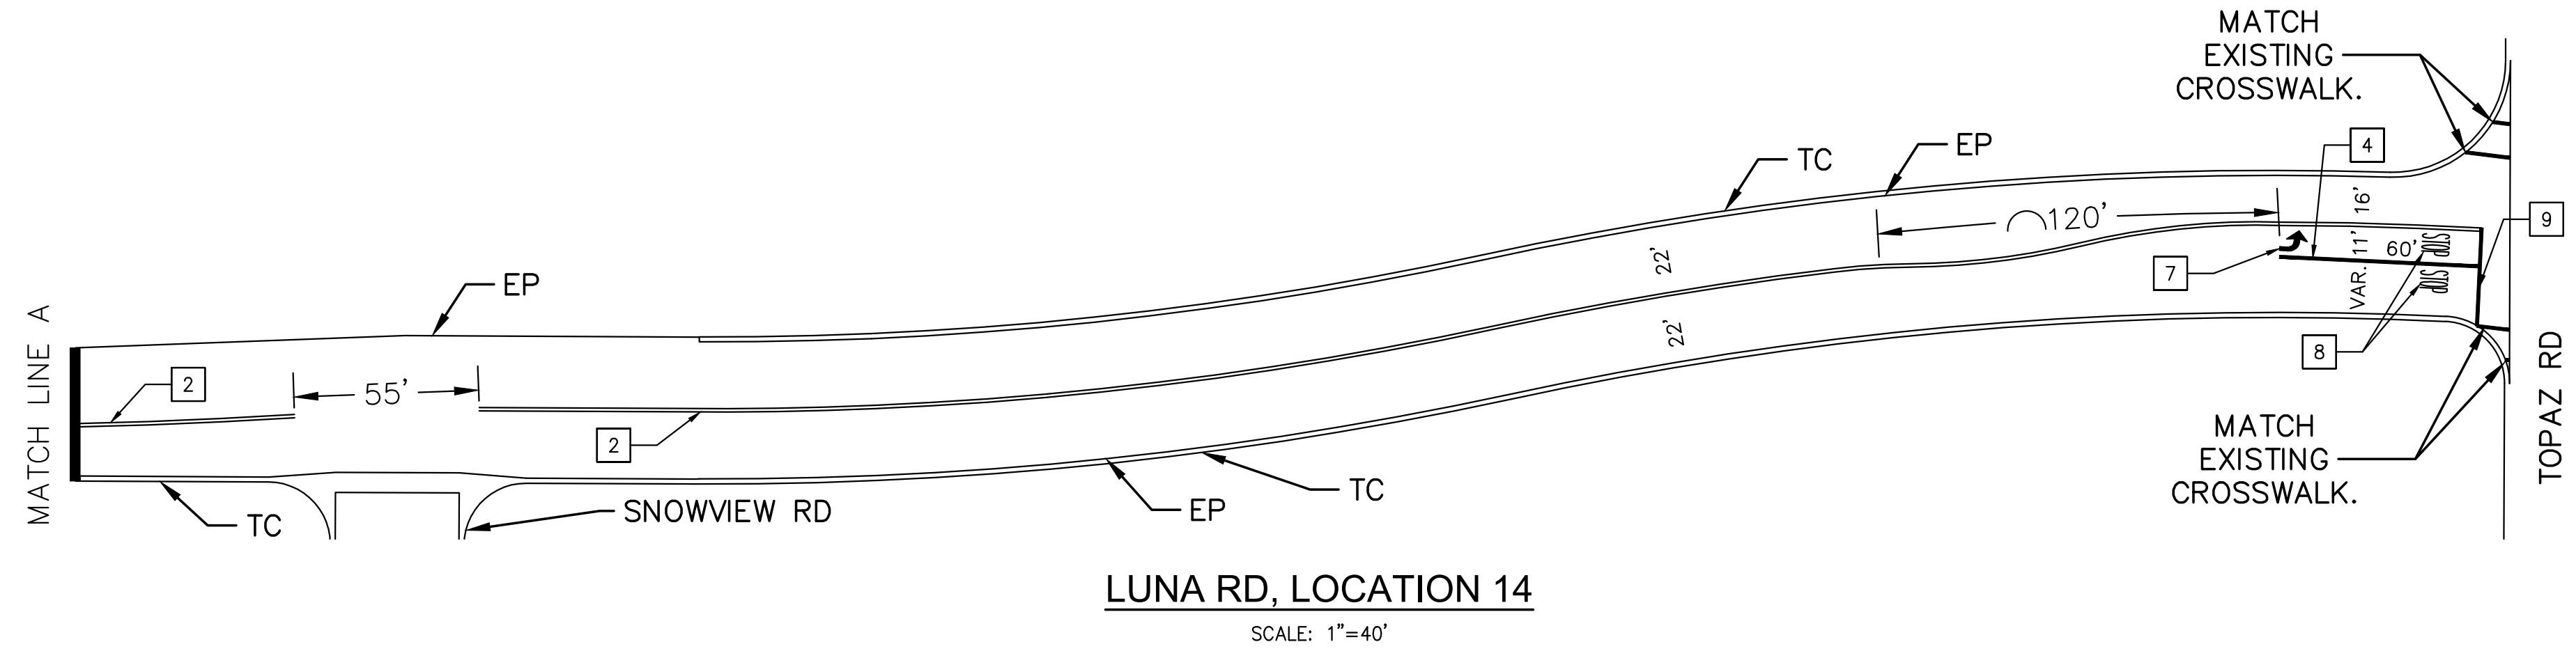 MATCH
EXISTING
CROSSWALK.
TC
EP
4
16'
9
120'
22'
VAR. 11'
60'
STOP
STOP
7
8
EP
MATCH LINE A
2
55'
2
22'
TOPAZ RD
MATCH
EXISTING
CROSSWALK.
TC
SNOWVIEW RD
EP
TC
LUNA RD, LOCATION 14
SCALE: 1"=40'